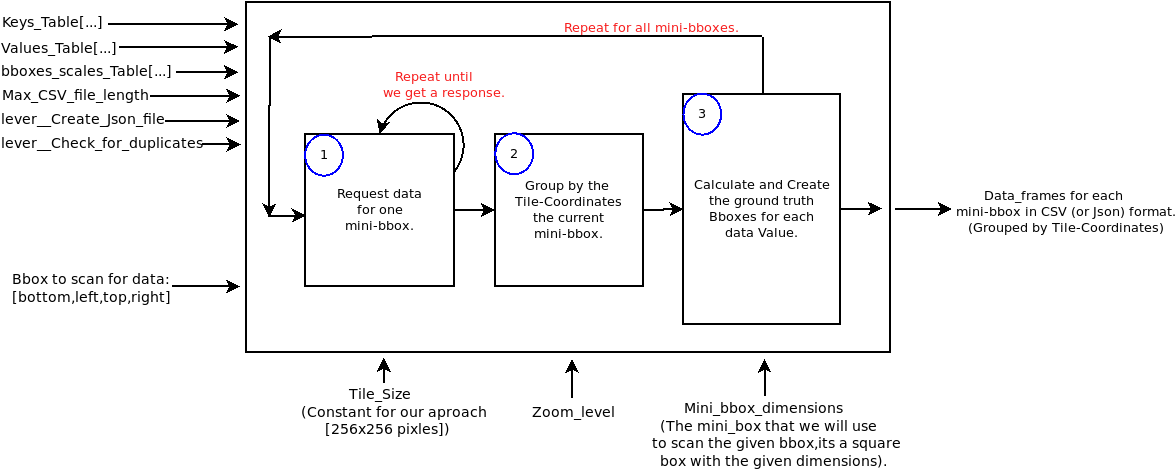 Keys_Table[...]
Values_Table[...]
bboxes_scales_Table[...]
Max_CSV_file_length
lever__Create_Json_file
lever__Check_for_duplicates
Bbox to scan for data:
[bottom,left,top,right]
Repeat for all mini-bboxes.
Repeat until
we get a response.
1
Request data
for one
mini-bbox.
2
Group by the
Tile-Coordinates
the current
mini-bbox.
3
Calculate and Create
the ground truth
Bboxes for each
data Value.
Data_frames for each
mini-bbox in CSV (or Json) format.
(Grouped by Tile-Coordinates)
Tile_Size
(Constant for our aproach
[256x256 pixles])
Zoom_level
Mini_bbox_dimensions
(The mini_box that we will use
to scan the given bbox,its a square
box with the given dimensions).